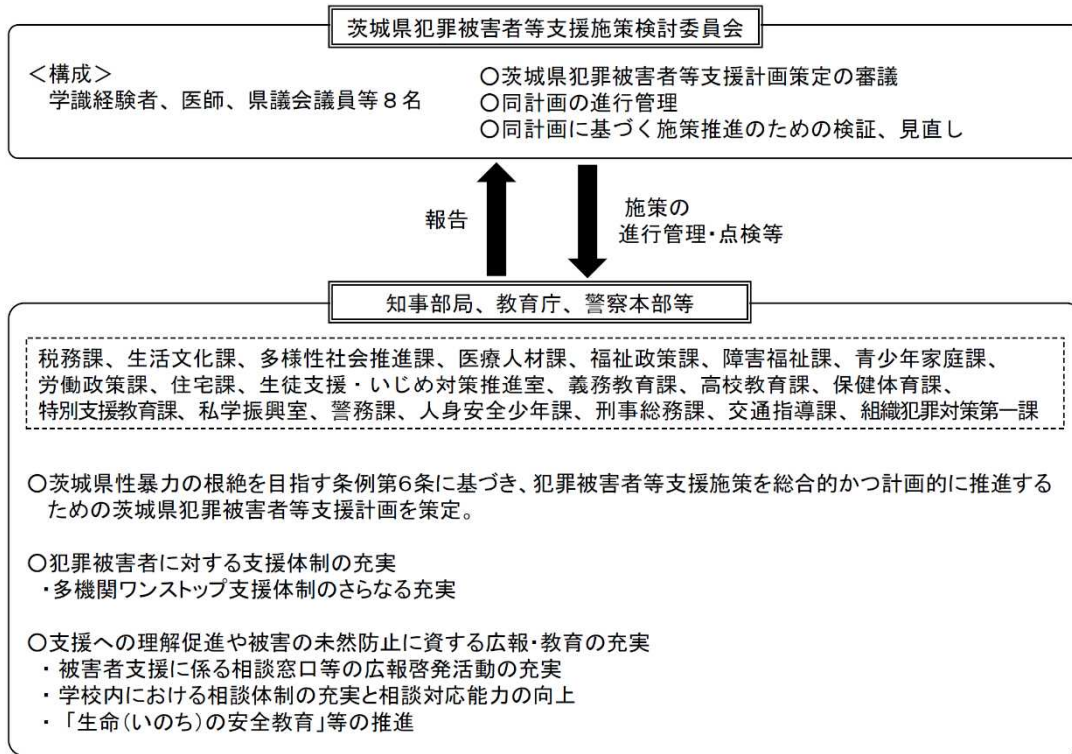 茨城県犯罪被害者等支援施策検討委員会
＜構成＞
学識経験者、医師、県議会議員等８名
○茨城県犯罪被害者等支援計画策定の審議
○同計画の進行管理
○同計画に基づく施策推進のための検証、見直し
報告
施策の
進行管理・点検等
知事部局、教育庁、警察本部等
税務課、生活文化課、多様性社会推進課、医療人材課、福祉政策課、障害福祉課、青少年家庭課、
労働政策課、住宅課、生徒支援・いじめ対策推進室、義務教育課、高校教育課、保健体育課、
特別支援教育課、私学振興室、警務課、人身安全少年課、刑事総務課、交通指導課、組織犯罪対策第一課
○茨城県性暴力の根絶を目指す条例第６条に基づき、犯罪被害者等支援施策を総合的かつ計画的に推進する
ための茨城県犯罪被害者等支援計画を策定。
○犯罪被害者に対する支援体制の充実
・多機関ワンストップ支援体制のさらなる充実
○支援への理解促進や被害の未然防止に資する広報・教育の充実
・ 被害者支援に係る相談窓口等の広報啓発活動の充実
・ 学校内における相談体制の充実と相談対応能力の向上
・ 「生命（いのち）の安全教育」等の推進